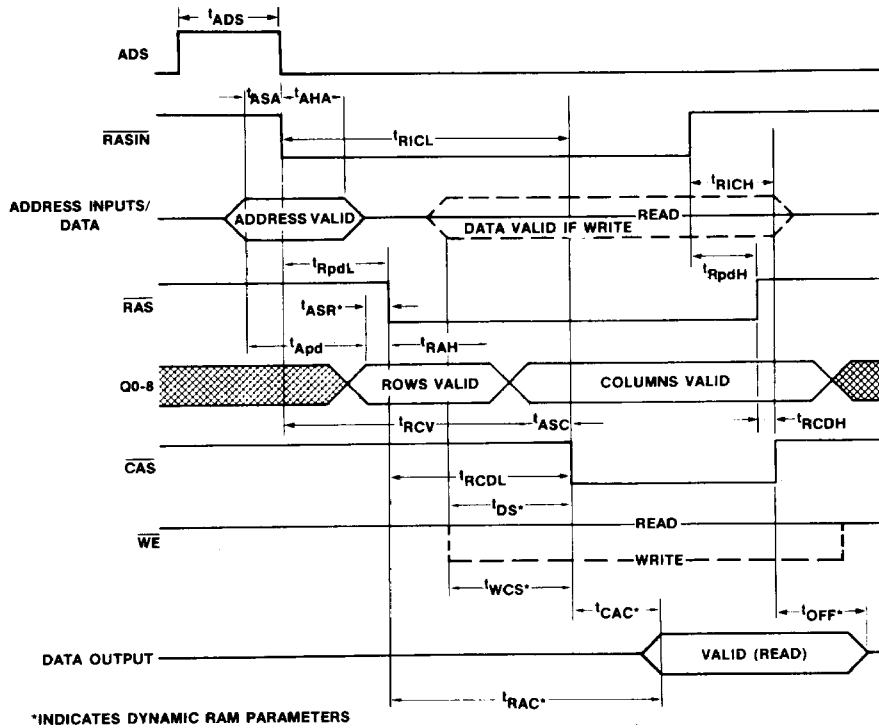 tADS
ADS
tASA tAHA*
RASIN
tRICL
tRICH
ADDRESS INPUTS/
DATA
ADDRESS VALID
READ
DATA VALID IF WRITE
tRpdL
tRpdH
RAS
tASR*
tApd
tRAH
Q0-8
ROWS VALID
COLUMNS VALID
tRCV
tASC
tRCDH
CAS
tRCDL
tDS*
READ
WE
WRITE
tWCS*
tCAC*
tOFF*
DATA OUTPUT
VALID (READ)
tRAC*
*INDICATES DYNAMIC RAM PARAMETERS